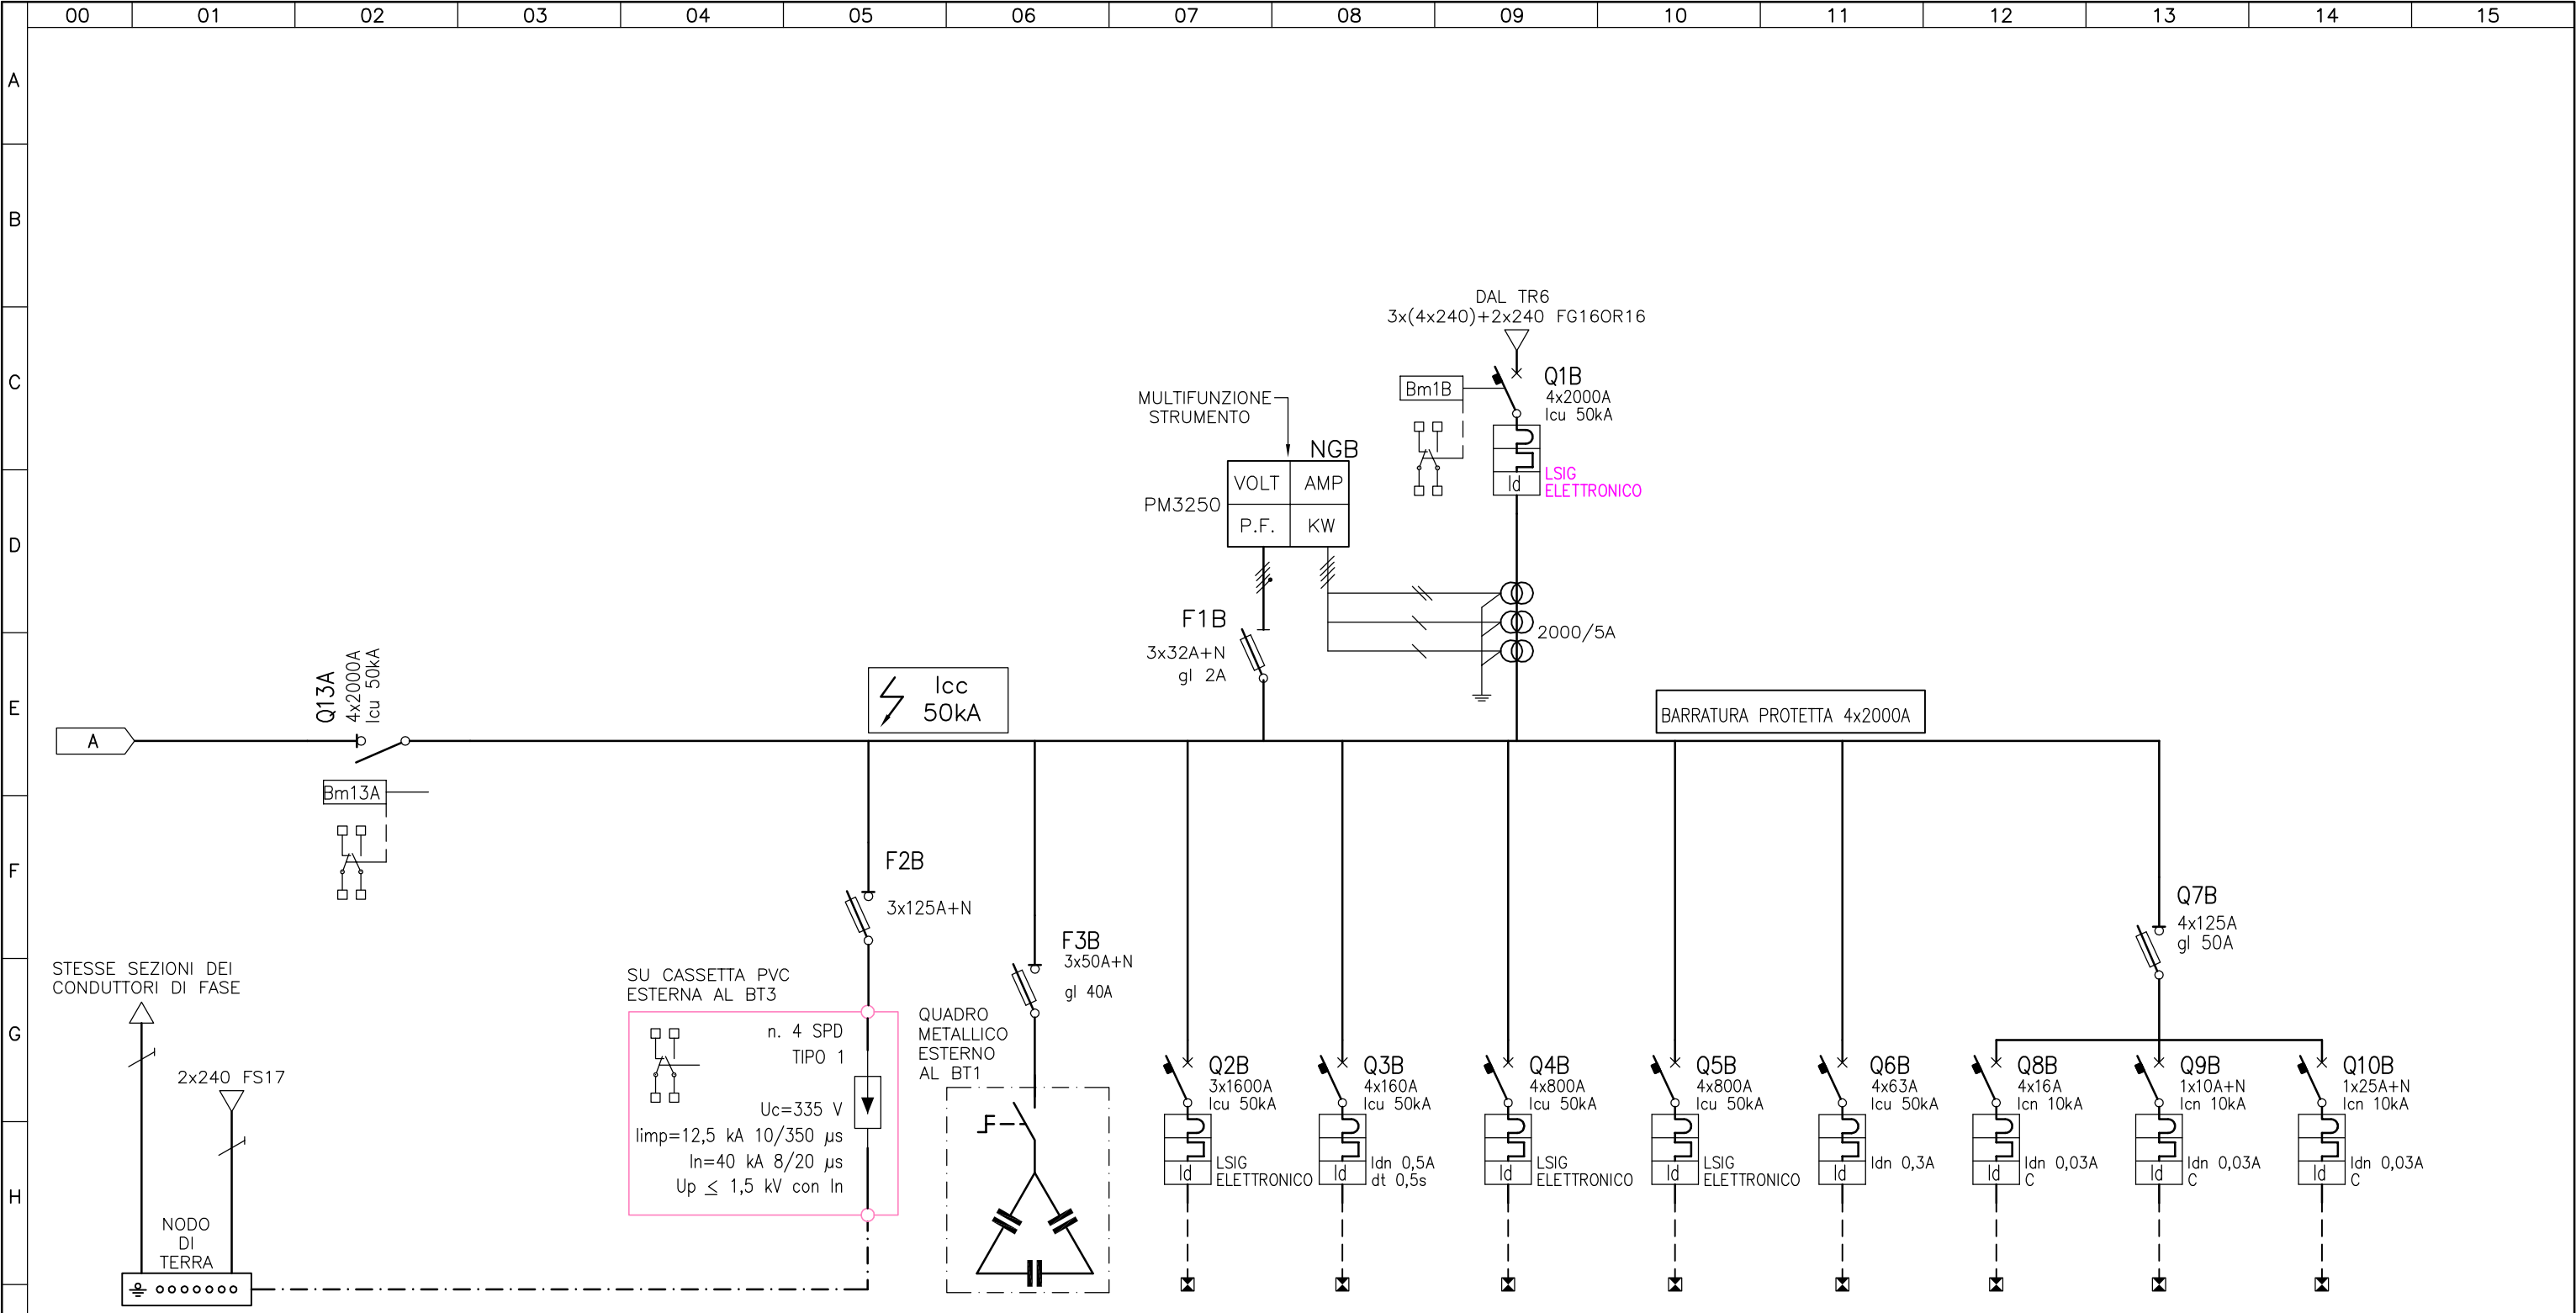 00 01 02 03 04 05 06 07 08 09 10 11 12 13 14 15
A
B
C
D
E
F
G
H
DAL TR6
3x(4x240)+2x240 FG16OR16
Bm1B
Q1B
4x2000A
Icu 50kA
Id
LSIG
ELETTRONICO
MULTIFUNZIONE
STRUMENTO
NGB
PM3250
VOLT AMP
P.F. KW
F1B
3x32A+N
gl 2A
2000/5A
A
Q13A
4x2000A
Icu 50kA
Bm13A
Icc
50kA
BARRATURA PROTETTA 4x2000A
F2B
3x125A+N
F3B
3x50A+N
gl 40A
Q7B
4x125A
gl 50A
STESSE SEZIONI DEI
CONDUTTORI DI FASE
2x240 FS17
NODO
DI
TERRA
SU CASSETTA PVC
ESTERNA AL BT3
n. 4 SPD
TIPO 1
Uc=335 V
Iimp=12,5 kA 10/350 µs
In=40 kA 8/20 µs
Up ≤ 1,5 kV con In
QUADRO
METALLICO
ESTERNO
AL BT1
Q2B
3x1600A
Icu 50kA
Id
LSIG
ELETTRONICO
Q3B
4x160A
Icu 50kA
Id
Idn 0,5A
dt 0,5s
Q4B
4x800A
Icu 50kA
Id
LSIG
ELETTRONICO
Q5B
4x800A
Icu 50kA
Id
LSIG
ELETTRONICO
Q6B
4x63A
Icu 50kA
Id
Idn 0,3A
Q8B
4x16A
Icn 10kA
Id
Idn 0,03A
C
Q9B
1x10A+N
Icn 10kA
Id
Idn 0,03A
C
Q10B
1x25A+N
Icn 10kA
Id
Idn 0,03A
C